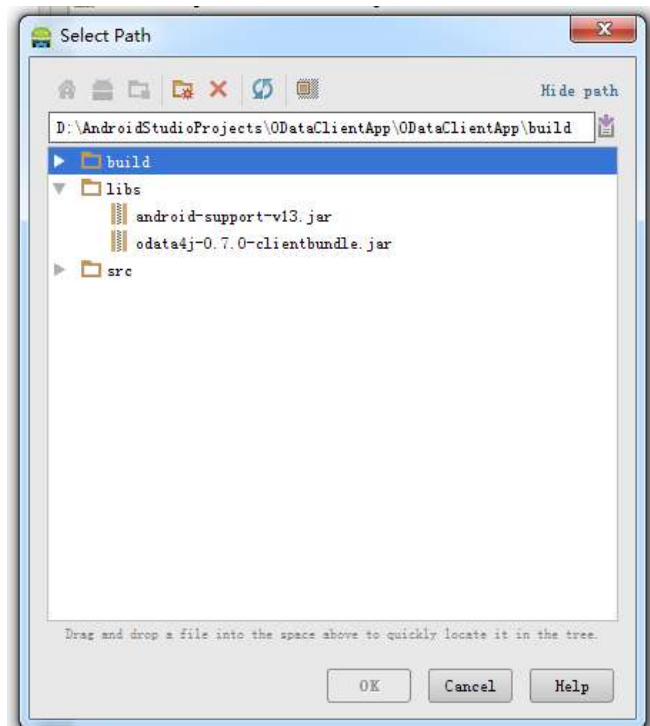 Select Path
Hide path
D:\AndroidStudioProjects\ODataClientApp\ODataClientApp\build
build
libs
android-support-v13.jar
odata4j-0.7.0-clientbundle.jar
src
Drag and drop a file into the space above to quickly locate it in the tree.
OK Cancel Help